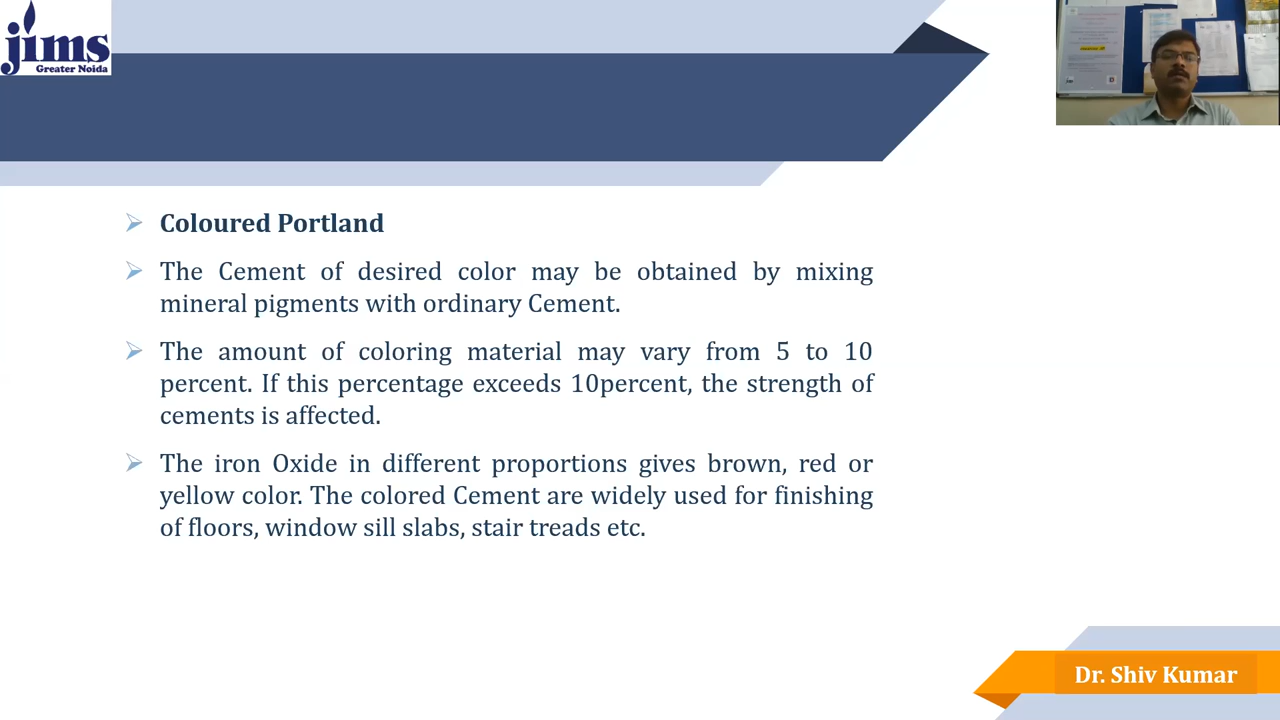 jims
Greater Noida
Coloured Portland
The Cement of desired color may be obtained by mixing
mineral pigments with ordinary Cement.
The amount of coloring material may vary from 5 to 10
percent. If this percentage exceeds 10percent, the strength of
cements is affected.
The iron Oxide in different proportions gives brown, red or
yellow color. The colored Cement are widely used for finishing
of floors, window sill slabs, stair treads etc.
Dr. Shiv Kumar